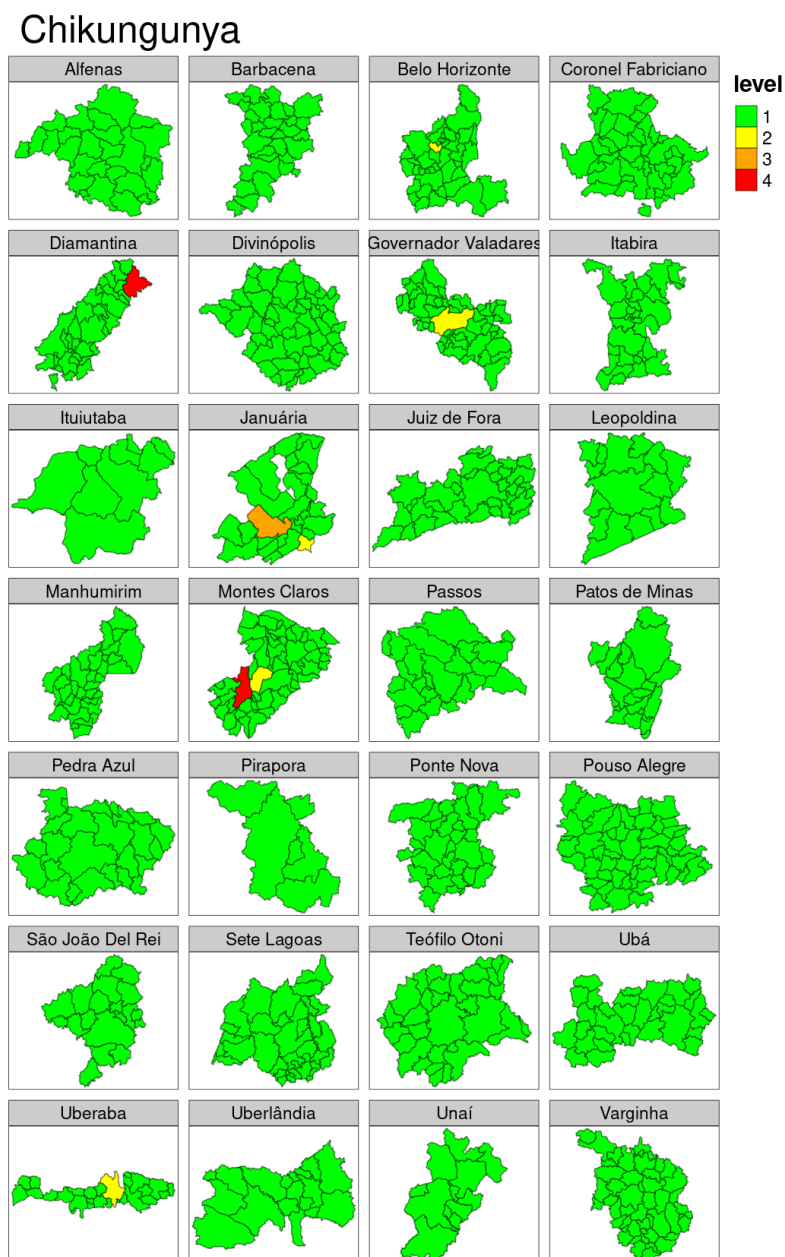 Chikungunya
Alfenas
Barbacena
Belo Horizonte
Coronel Fabriciano
level
1
2
3
4
Diamantina
Divinópolis
Governador Valadares
Itabira
Ituiutaba
Januária
Juiz de Fora
Leopoldina
Manhumirim
Montes Claros
Passos
Patos de Minas
Pedra Azul
Pirapora
Ponte Nova
Pouso Alegre
São João Del Rei
Sete Lagoas
Teófilo Otoni
Ubá
Uberaba
Uberlândia
Unaí
Varginha